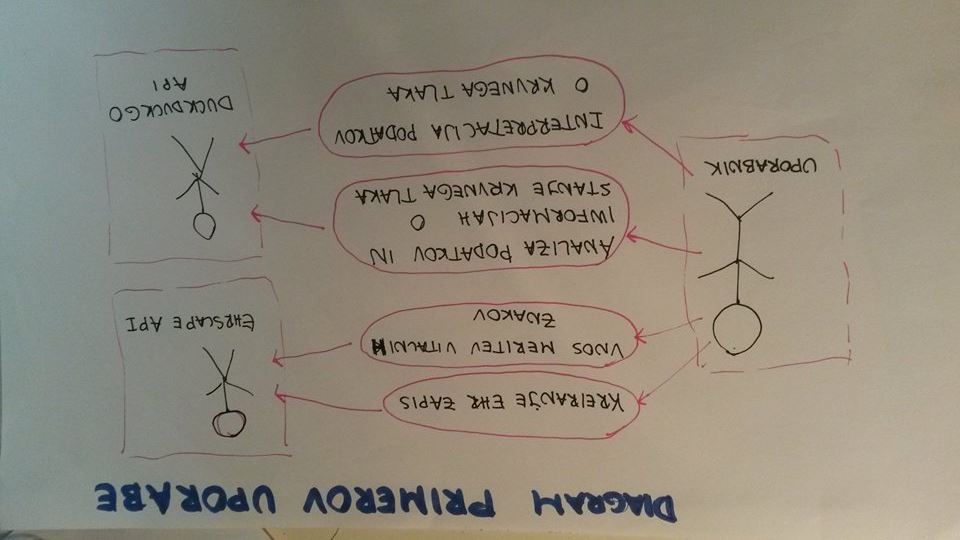 DIAGRAM PRIMEROV UPORABE
KREIRANJE EHR ZAPIS
VNOS MERITEV VITALNIH
ZNAKOV
EHRSCAPE API
ANALIZA PODATKOV IN
INFORMACIJAH O
STANJE KRVNEGA TLAKA
UPORABNIK
INTERPRETACIJA PODATKOV
O KRVNEGA TLAKA
DUCKDUCKGO
API